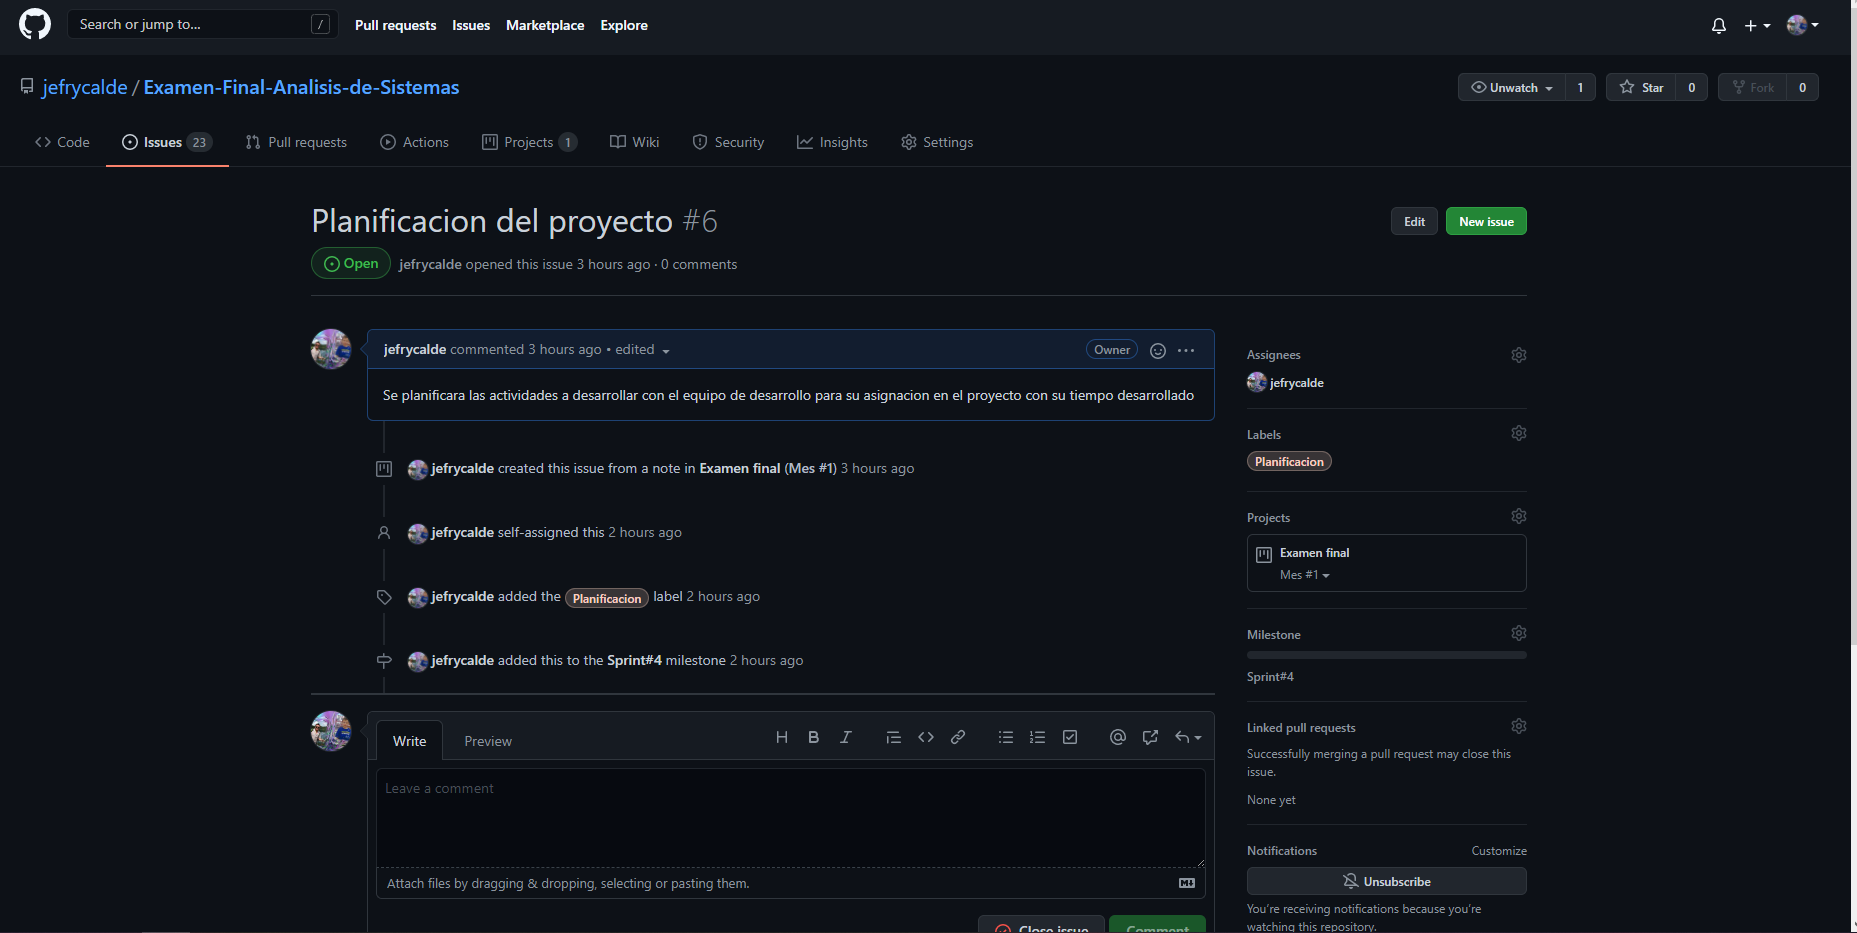 Search or jump to... /
Pull requests Issues Marketplace Explore
jefrycalde / Examen-Final-Analisis-de-Sistemas
Unwatch 1 Star 0 Fork 0
Code Issues 23 Pull requests Actions Projects 1 Wiki Security Insights Settings
Planificacion del proyecto #6
Edit New issue
Open jefrycalde opened this issue 3 hours ago · 0 comments
jefrycalde commented 3 hours ago • edited Owner
Se planificara las actividades a desarrollar con el equipo de desarrollo para su asignacion en el proyecto con su tiempo desarrollado
jefrycalde created this issue from a note in Examen final (Mes #1) 3 hours ago
jefrycalde self-assigned this 2 hours ago
jefrycalde added the Planificacion label 2 hours ago
jefrycalde added this to the Sprint#4 milestone 2 hours ago
Write Preview
Leave a comment
Attach files by dragging & dropping, selecting or pasting them.
Close issue Comment
Assignees
jefrycalde
Labels
Planificacion
Projects
Examen final
Mes #1
Milestone
Sprint#4
Linked pull requests
Successfully merging a pull request may close this
issue.
None yet
Notifications Customize
Unsubscribe
You're receiving notifications because you're
watching this repository.